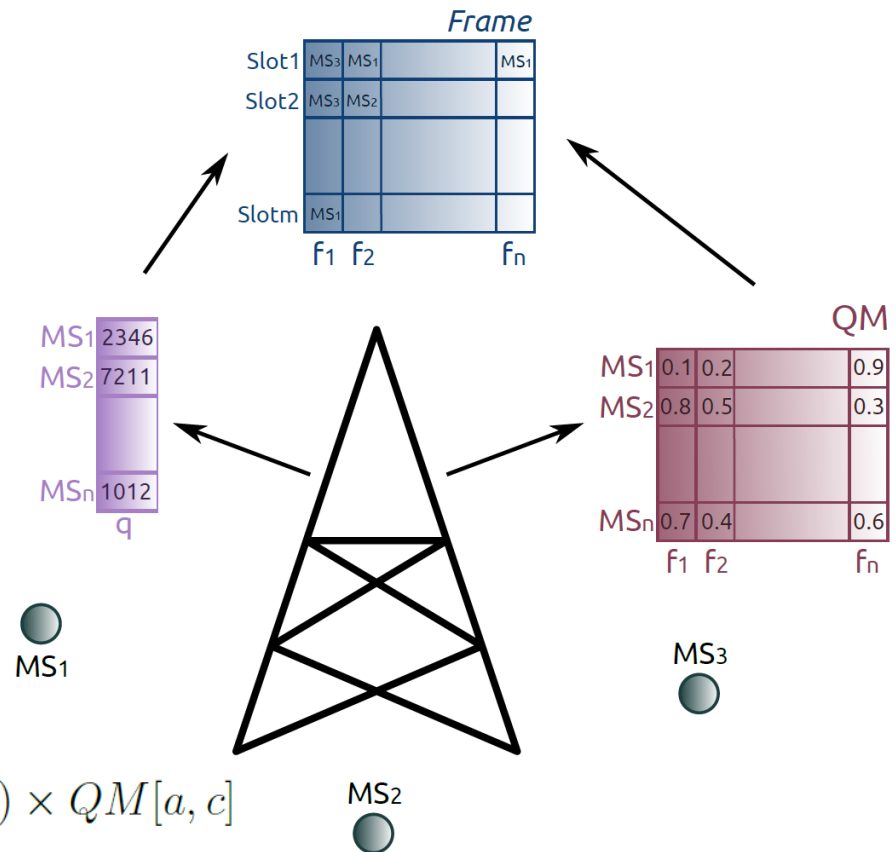 Frame
Slot1 MS3 MS1 MS1
Slot2 MS3 MS2
Slotm MS1
f1 f2 fn
MS1 2346
MS2 7211
MSn 1012
q
QM
MS1 0.1 0.2 0.9
MS2 0.8 0.5 0.3
MSn 0.7 0.4 0.6
f1 f2 fn
MS1
MS3
MS2
) × QM[a, c]